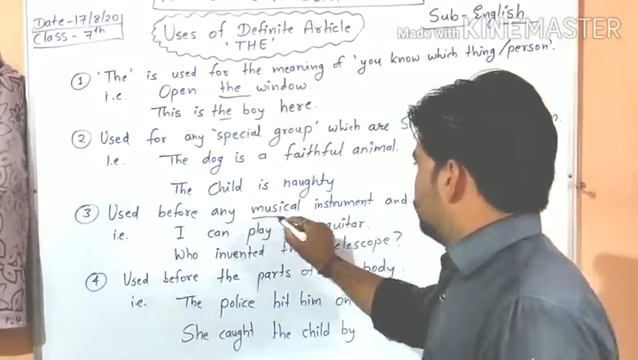 Date-17/8/20
Class - 7th
Sub-English
Made with KINEMASTER
Uses of Definite Article
'THE'
① 'The' is used for the meaning of 'you know which thing/person'.
i.e. Open the window
This is the boy here.
② Used for any 'special group' which are
I.e. The dog is a faithful animal.
The Child is naughty
③ Used before any musical instrument and
i.e. I can play guitar.
Who invented telescope?
④ Used before the parts of body.
i.e. The police hit him on
She caught the child by